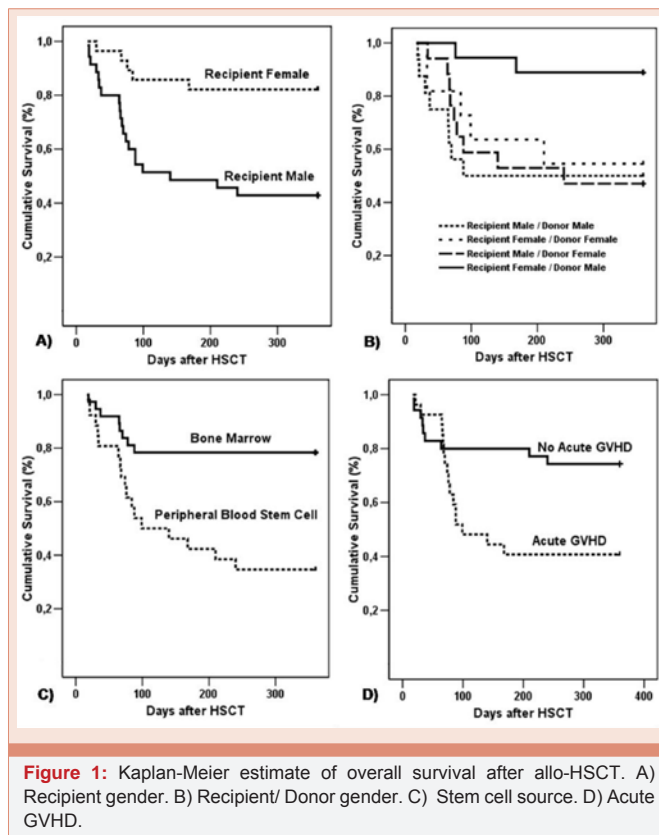 1,0
0,8
0,6
0,4
0,2
Cumulative Survival (%)
Recipient Female
Recipient Male
0 100 200 300
A)
Days after HSCT
1,0
0,8
0,6
0,4
0,2
Cumulative Survival (%)
Recipient Male / Donor Male
Recipient Female / Donor Female
Recipient Male / Donor Female
Recipient Female / Donor Male
0 100 200 300
B)
Days after HSCT
1,0
0,8
0,6
0,4
0,2
Cumulative Survival (%)
Bone Marrow
Peripheral Blood Stem Cell
0 100 200 300
C)
Days after HSCT
1,0
0,8
0,6
0,4
0,2
Cumulative Survival (%)
No Acute GVHD
Acute GVHD
0 100 200 300 400
D)
Days after HSCT
Figure 1: Kaplan-Meier estimate of overall survival after allo-HSCT. A)
Recipient gender. B) Recipient/ Donor gender. C) Stem cell source. D) Acute
GVHD.